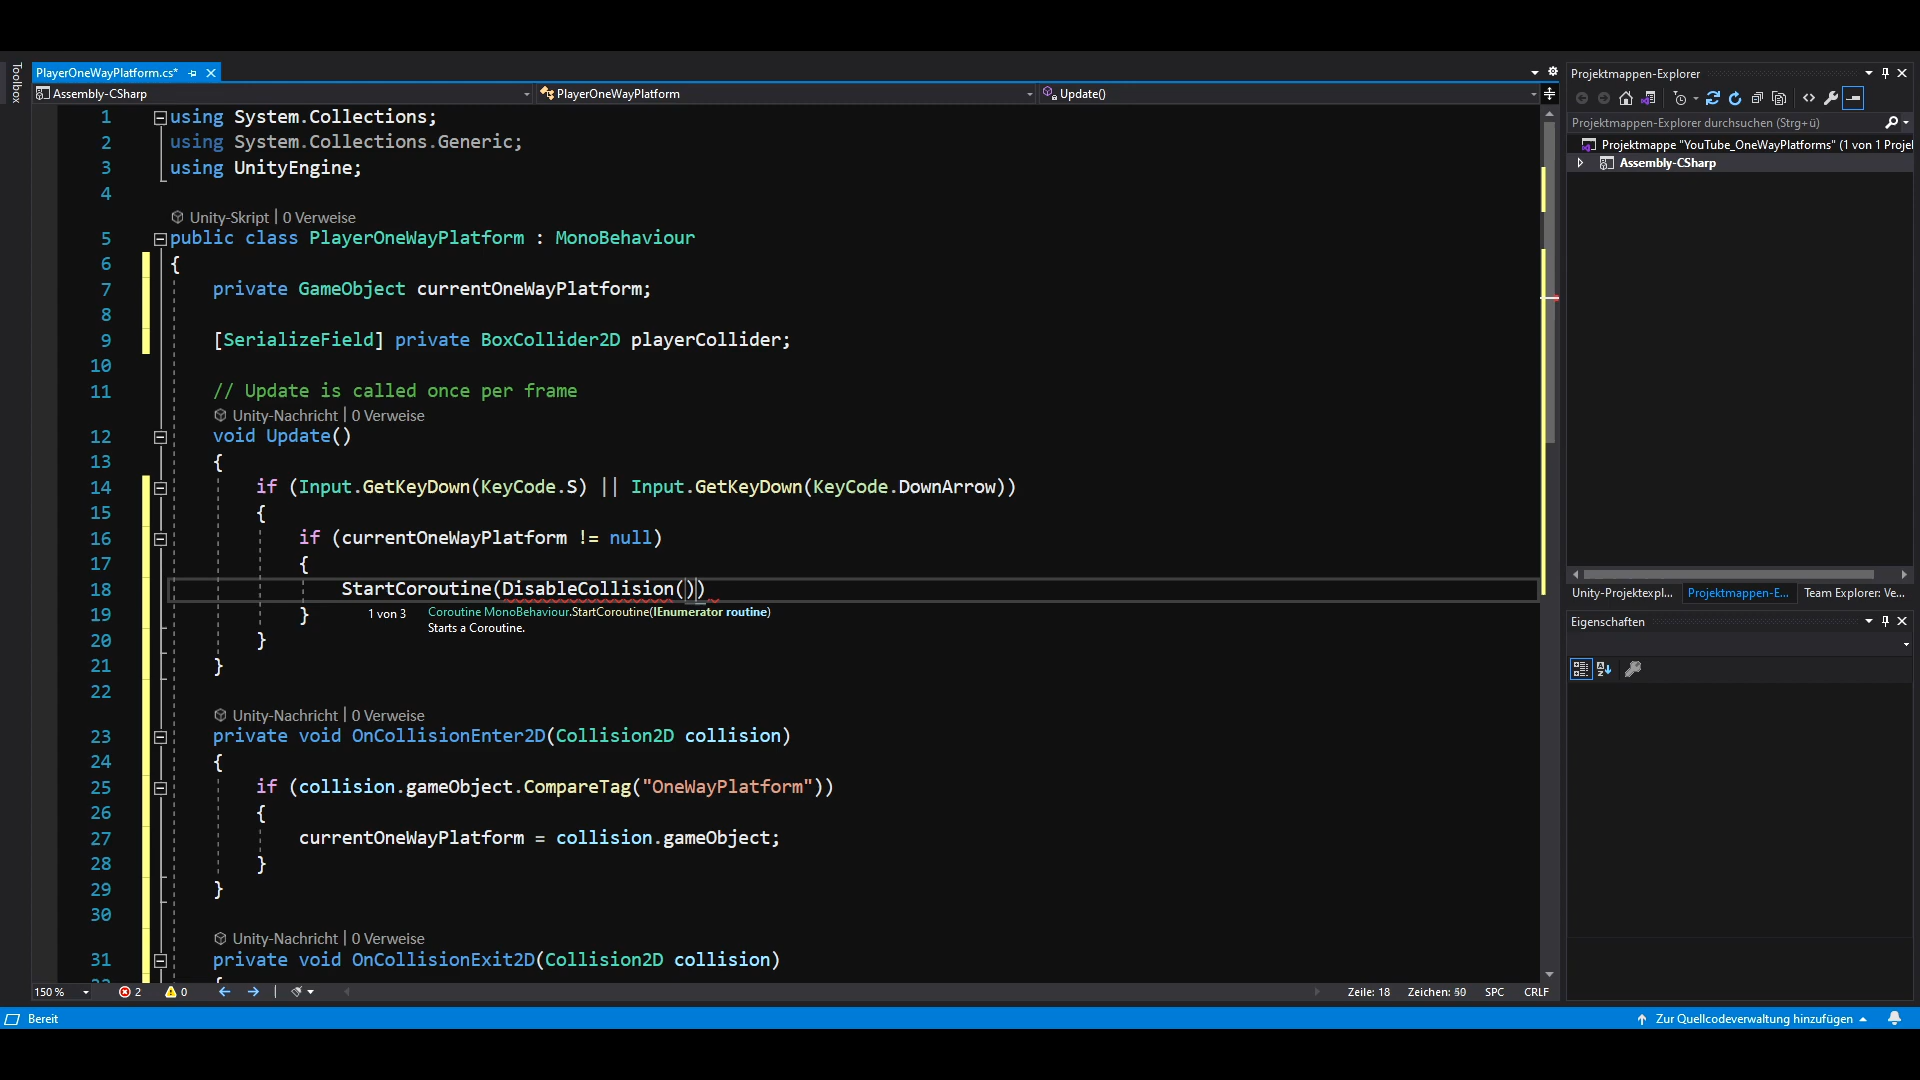 Toolbox
PlayerOneWayPlatform.cs*
Assembly-CSharp
PlayerOneWayPlatform
Update()
1 using System.Collections;
2 using System.Collections.Generic;
3 using UnityEngine;
4
Unity-Skript | 0 Verweise
5 public class PlayerOneWayPlatform : MonoBehaviour
6 {
7 private GameObject currentOneWayPlatform;
8
9 [SerializeField] private BoxCollider2D playerCollider;
10
11 // Update is called once per frame
Unity-Nachricht | 0 Verweise
12 void Update()
13 {
14 if (Input.GetKeyDown(KeyCode.S) || Input.GetKeyDown(KeyCode.DownArrow))
15 {
16 if (currentOneWayPlatform != null)
17 {
18 StartCoroutine(DisableCollision())
19 }
1 von 3 Coroutine MonoBehaviour.StartCoroutine(IEnumerator routine)
Starts a Coroutine.
20 }
21 }
22
Unity-Nachricht | 0 Verweise
23 private void OnCollisionEnter2D(Collision2D collision)
24 {
25 if (collision.gameObject.CompareTag("OneWayPlatform"))
26 {
27 currentOneWayPlatform = collision.gameObject;
28 }
29 }
30
Unity-Nachricht | 0 Verweise
31 private void OnCollisionExit2D(Collision2D collision)
150 %
2
0
Zeile: 18
Zeichen: 50
SPC
CRLF
Bereit
Zur Quellcodeverwaltung hinzufügen
Projektmappen-Explorer
Projektmappen-Explorer durchsuchen (Strg+ü)
Projektmappe "YouTube_OneWayPlatforms" (1 von 1 Projel
Assembly-CSharp
Unity-Projektexpl...
Projektmappen-E...
Team Explorer: Ve...
Eigenschaften